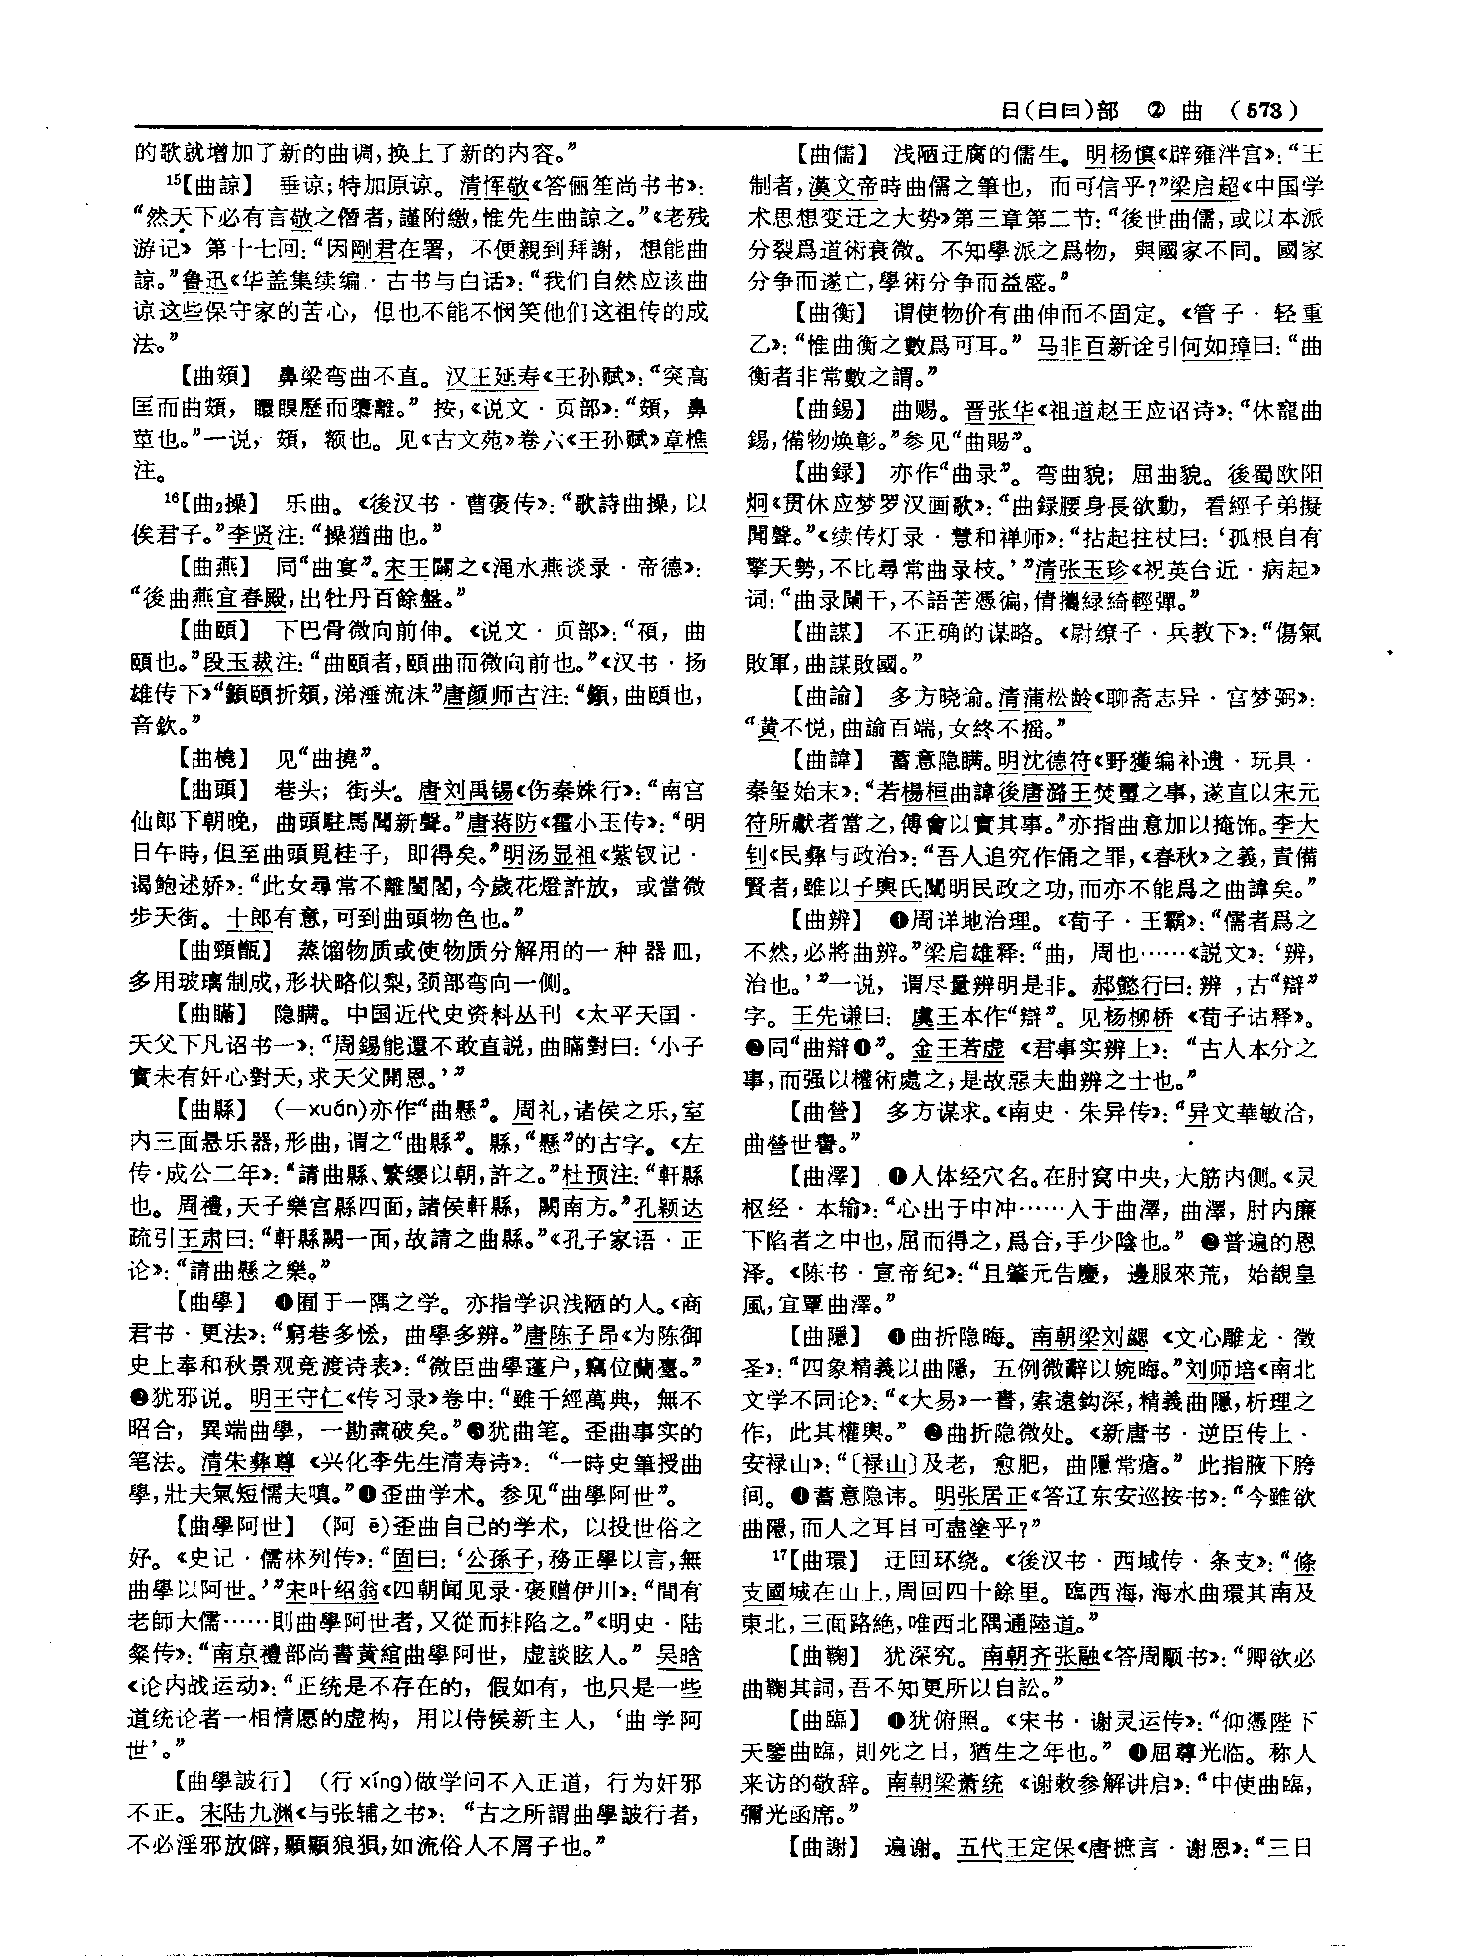 日(⺜曰)部　②　曲　(573)
的歌就增加了新的曲调,换上了新的内容。”
15【曲諒】　垂谅;特加原谅。清恽敬《答俪笙尚书书》:
“然天下必有言敬之僭者,謹附繳,惟先生曲諒之。”《老残
游记》第十七回:“因剛君在署，不便親到拜謝，想能曲
諒。”鲁迅《华盖集续编·古书与白话》:“我们自然应该曲
谅这些保守家的苦心，但也不能不悯笑他们这祖传的成
法。”
【曲頞】　鼻梁弯曲不直。汉王延寿《王孙赋》:“突高
匡而曲頞，㬉䁔歷而隳離。”按,《说文·页部》:“頞，鼻
莖也。”一说，頞，额也。见《古文苑》卷六《王孙赋》章樵
注。
16【曲2操】　乐曲。《後汉书·曹褒传》:“歌詩曲操，以
俟君子。”李贤注:“操猶曲也。”
【曲燕】　同“曲宴”。宋王闢之《渑水燕谈录·帝德》:
“後曲燕宜春殿,出牡丹百餘盤。”
【曲頤】　下巴骨微向前伸。《说文·页部》:“䫡，曲
頤也。”段玉裁注:“曲頤者,頤曲而微向前也。”《汉书·扬
雄传下》“顩頤折頞,涕唾流沫”唐颜师古注:“顩,曲頤也,
音欽。”
【曲橈】　见“曲撓”。
【曲頭】　巷头；街头。唐刘禹锡《伤秦姝行》:“南宫
仙郎下朝晚，曲頭駐馬聞新聲。”唐蒋防《霍小玉传》:“明
日午時,但至曲頭覓桂子，即得矣。”明汤显祖《紫钗记·
谒鲍述娇》:“此女尋常不離閨閣,今歲花燈許放，或當微
步天街。十郎有意,可到曲頭物色也。”
【曲頸甑】　蒸馏物质或使物质分解用的一种器皿,
多用玻璃制成,形状略似梨,颈部弯向一侧。
【曲瞞】　隐瞒。中国近代史资料丛刊《太平天国·
天父下凡诏书一》:“周錫能還不敢直説,曲瞞對曰:‘小子
實未有奸心對天,求天父開恩。’”
【曲縣】　(—xuán)亦作“曲懸”。周礼,诸侯之乐,室
内三面悬乐器,形曲,谓之“曲縣”。縣,“懸”的古字。《左
传·成公二年》:“請曲縣、繁纓以朝,許之。”杜预注:“軒縣
也。周禮,天子樂宫縣四面,諸侯軒縣，闕南方。”孔颖达
疏引王肃曰:“軒縣闕一面,故請之曲縣。”《孔子家语·正
论》:“請曲懸之樂。”
【曲學】　❶囿于一隅之学。亦指学识浅陋的人。《商
君书·更法》:“窮巷多恡，曲學多辨。”唐陈子昂《为陈御
史上奉和秋景观竞渡诗表》:“微臣曲學蓬户,竊位蘭臺。”
❷犹邪说。明王守仁《传习录》卷中:“雖千經萬典，無不
昭合，異端曲學，一勘盡破矣。”❸犹曲笔。歪曲事实的
笔法。清朱彝尊《兴化李先生清寿诗》:“一時史筆授曲
學,壯夫氣短懦夫嗔。”❹歪曲学术。参见“曲學阿世”。
【曲學阿世】　(阿 ē)歪曲自己的学术，以投世俗之
好。《史记·儒林列传》:“固曰:‘公孫子,務正學以言,無
曲學以阿世。’”宋叶绍翁《四朝闻见录·褒赠伊川》:“間有
老師大儒……則曲學阿世者,又從而排陷之。”《明史·陆
粲传》:“南京禮部尚書黄綰曲學阿世，虚談眩人。”吴晗
《论内战运动》:“正统是不存在的，假如有，也只是一些
道统论者一相情愿的虚构，用以侍候新主人，‘曲学阿
世’。”
【曲學詖行】　(行 xíng)做学问不入正道，行为奸邪
不正。宋陆九渊《与张辅之书》:“古之所謂曲學詖行者,
不必淫邪放僻,顯顯狼狽,如流俗人不屑子也。”
【曲儒】　浅陋迂腐的儒生。明杨慎《辟雍泮宫》:“王
制者,漢文帝時曲儒之筆也，而可信乎?”梁启超《中国学
术思想变迁之大势》第三章第二节:“後世曲儒,或以本派
分裂爲道術衰微。不知學派之爲物，與國家不同。國家
分争而遂亡,學術分争而益盛。”
【曲衡】　谓使物价有曲伸而不固定。《管子·轻重
乙》:“惟曲衡之數爲可耳。”马非百新诠引何如璋曰:“曲
衡者非常數之謂。”
【曲錫】　曲赐。晋张华《祖道赵王应诏诗》:“休寵曲
錫,備物焕彰。”参见“曲賜”。
【曲録】　亦作“曲录”。弯曲貌；屈曲貌。後蜀欧阳
炯《贯休应梦罗汉画歌》:“曲録腰身長欲動，看經子弟擬
聞聲。”《续传灯录·慧和禅师》:“拈起拄杖曰:‘孤根自有
擎天勢,不比尋常曲录枝。’”清张玉珍《祝英台近·病起》
词:“曲录闌干,不語苦憑徧,倩攜緑綺輕彈。”
【曲謀】　不正确的谋略。《尉缭子·兵教下》:“傷氣
敗軍,曲謀敗國。”
【曲諭】　多方晓谕。清蒲松龄《聊斋志异·宫梦弼》:
“黄不悦,曲諭百端,女終不摇。”
【曲諱】　蓄意隐瞒。明沈德符《野獲编补遗·玩具·
秦玺始末》:“若楊桓曲諱後唐潞王焚璽之事,遂直以宋元
符所獻者當之,傅會以實其事。”亦指曲意加以掩饰。李大
钊《民彝与政治》:“吾人追究作俑之罪,《春秋》之義,責備
賢者,雖以子輿氏闡明民政之功,而亦不能爲之曲諱矣。”
【曲辨】　❶周详地治理。《荀子·王霸》:“儒者爲之
不然,必將曲辨。”梁启雄释:“曲，周也……《説文》:‘辨,
治也。’”一说，谓尽量辨明是非。郝懿行曰:辨，古“辯”
字。王先谦曰:虞王本作“辯”。见杨柳桥《荀子诂释》。
❷同“曲辯❶”。金王若虚《君事实辨上》:“古人本分之
事,而强以權術處之,是故惡夫曲辨之士也。”
【曲營】　多方谋求。《南史·朱异传》:“异文華敏洽,
曲營世譽。”
【曲澤】　❶人体经穴名。在肘窝中央,大筋内侧。《灵
枢经·本输》:“心出于中冲……入于曲澤，曲澤，肘内廉
下陷者之中也,屈而得之,爲合,手少陰也。”❷普遍的恩
泽。《陈书·宣帝纪》:“且肇元告慶，邊服來荒，始覩皇
風,宜覃曲澤。”
【曲隱】　❶曲折隐晦。南朝梁刘勰《文心雕龙·徵
圣》:“四象精義以曲隱，五例微辭以婉晦。”刘师培《南北
文学不同论》:“《大易》一書,索遠鈎深,精義曲隱,析理之
作，此其權輿。”❷曲折隐微处。《新唐书·逆臣传上·
安禄山》:“〔禄山〕及老，愈肥，曲隱常瘡。”此指腋下胯
间。❸蓄意隐讳。明张居正《答辽东安巡按书》:“今雖欲
曲隱,而人之耳目可盡塗乎?”
17【曲環】　迂回环绕。《後汉书·西域传·条支》:“條
支國城在山上,周回四十餘里。臨西海,海水曲環其南及
東北,三面路絶,唯西北隅通陸道。”
【曲鞠】　犹深究。南朝齐张融《答周颙书》:“卿欲必
曲鞠其詞,吾不知更所以自訟。”
【曲臨】　❶犹俯照。《宋书·谢灵运传》:“仰憑陛下
天鑒曲臨，則死之日，猶生之年也。”❷屈尊光临。称人
来访的敬辞。南朝梁萧统《谢敕参解讲启》:“中使曲臨,
彌光函席。”
【曲謝】　遍谢。五代王定保《唐摭言·谢恩》:“三日